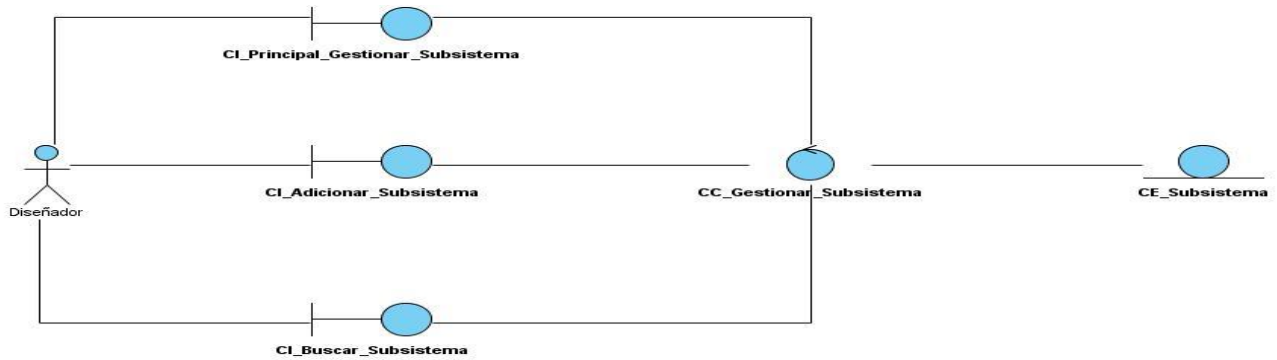 CI_Principal_Gestionar_Subsistema
Diseñador
CI_Adicionar_Subsistema
CC_Gestionar_Subsistema
CE_Subsistema
CI_Buscar_Subsistema